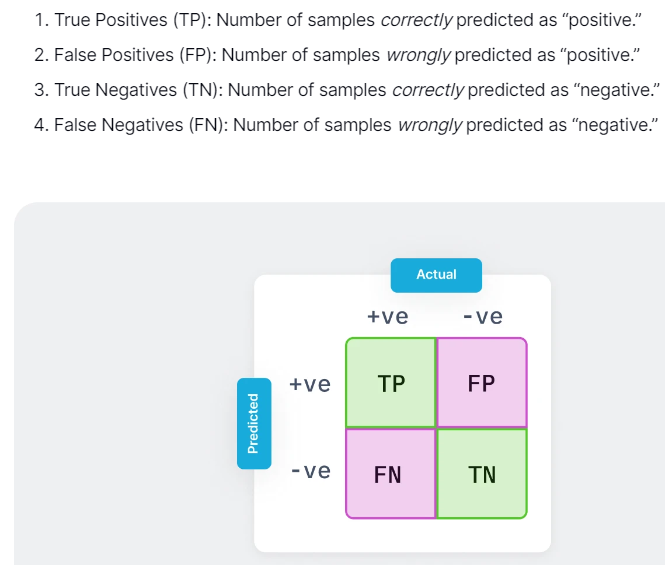 1. True Positives (TP): Number of samples correctly predicted as “positive.”
2. False Positives (FP): Number of samples wrongly predicted as “positive.”
3. True Negatives (TN): Number of samples correctly predicted as “negative.”
4. False Negatives (FN): Number of samples wrongly predicted as “negative.”
Actual
+ve -ve
Predicted
+ve TP FP
-ve FN TN